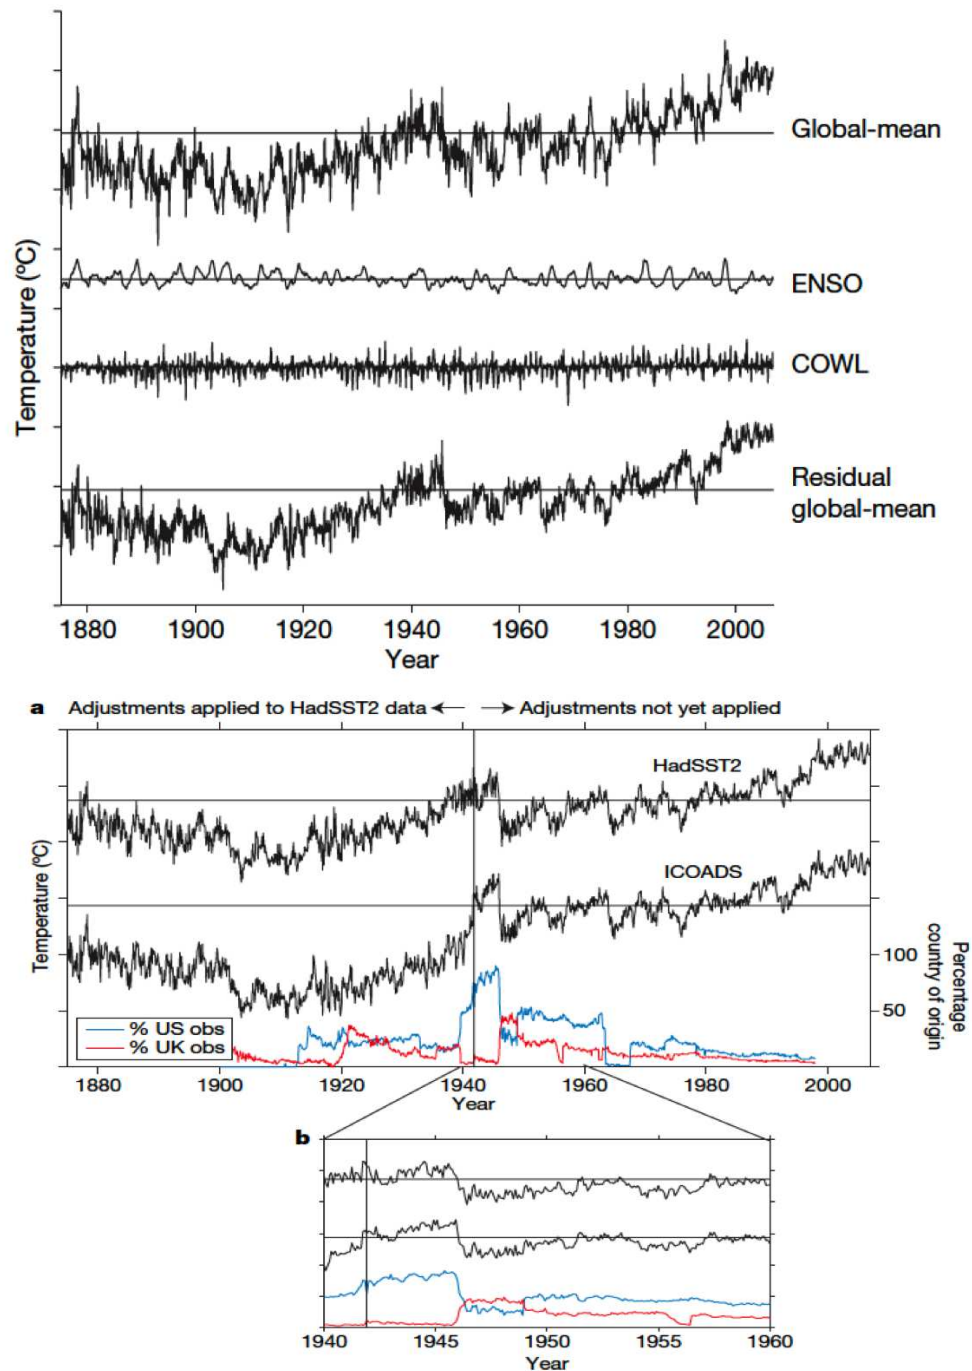 Temperature (ºC)
Global-mean
ENSO
COWL
Residual
global-mean
1880 1900 1920 1940 1960 1980 2000
Year
a Adjustments applied to HadSST2 data ← → Adjustments not yet applied
Temperature (ºC)
HadSST2
ICOADS
100
50
Percentage
country of origin
% US obs
% UK obs
1880 1900 1920 1940 1960 1980 2000
Year
b
1940 1945 1950 1955 1960
Year